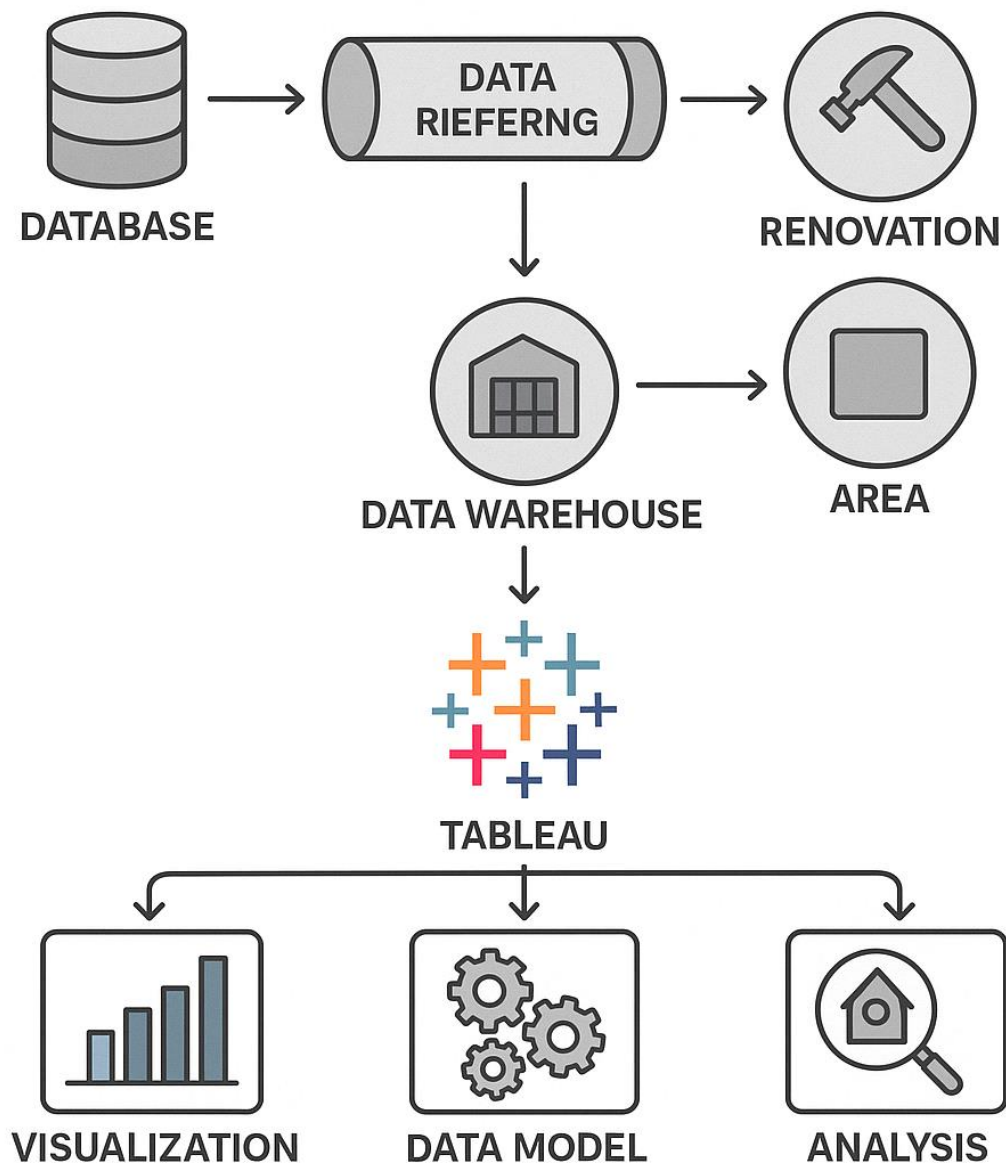 DATA
RIEFERNG
DATABASE
RENOVATION
DATA WAREHOUSE
AREA
TABLEAU
VISUALIZATION
DATA MODEL
ANALYSIS